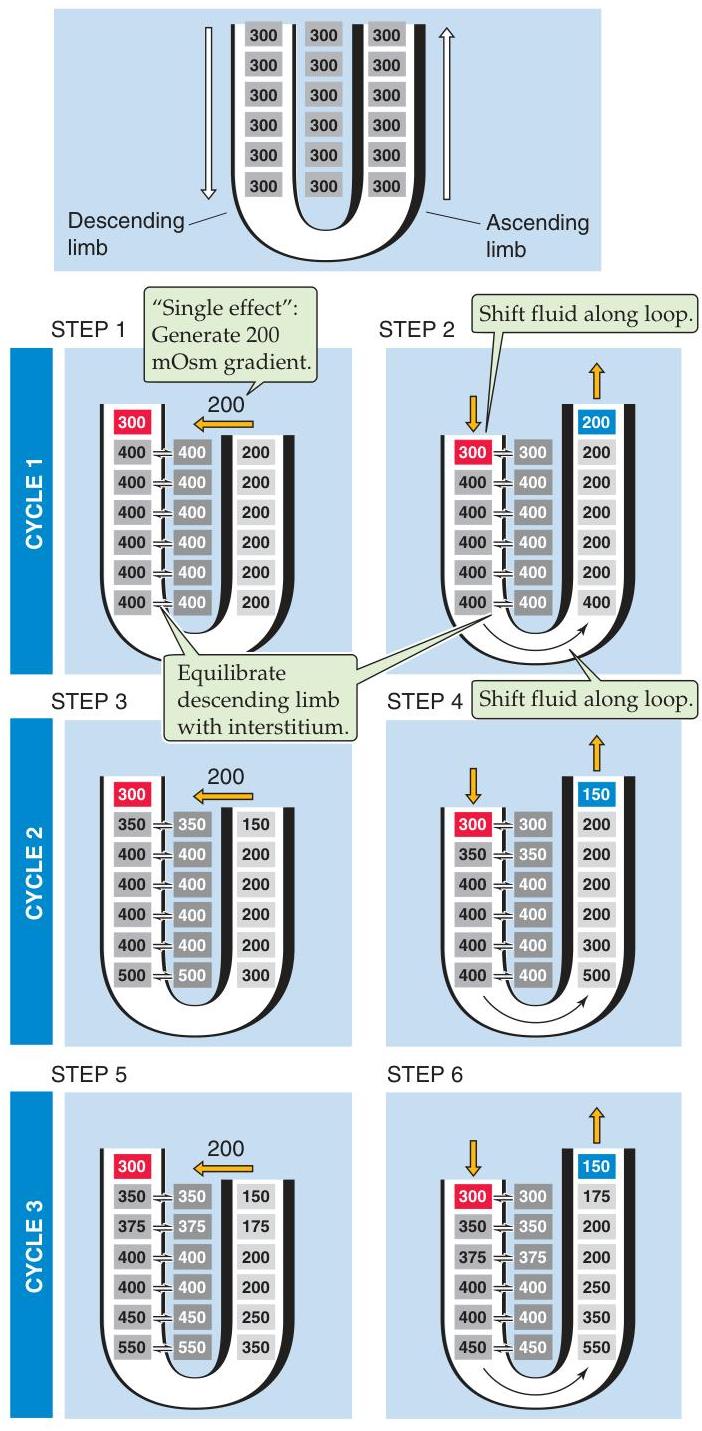 300 300 300
300 300 300
300 300 300
300 300 300
300 300 300
300 300 300
Descending
limb
Ascending
limb
CYCLE 1
STEP 1
“Single effect”:
Generate 200
mOsm gradient.
200
300
400 400 200
400 400 200
400 400 200
400 400 200
400 400 200
400 400 200
STEP 2
Shift fluid along loop.
200
300 300 200
400 400 200
400 400 200
400 400 200
400 400 200
400 400 400
Equilibrate
descending limb
with interstitium.
Shift fluid along loop.
CYCLE 2
STEP 3
200
300
350 350 150
400 400 200
400 400 200
400 400 200
400 400 200
500 500 300
STEP 4
150
300 300 200
350 350 200
400 400 200
400 400 200
400 400 300
400 400 500
CYCLE 3
STEP 5
200
300
350 350 150
375 375 175
400 400 200
400 400 200
450 450 250
550 550 350
STEP 6
150
300 300 175
350 350 200
375 375 200
400 400 250
400 400 350
450 450 550